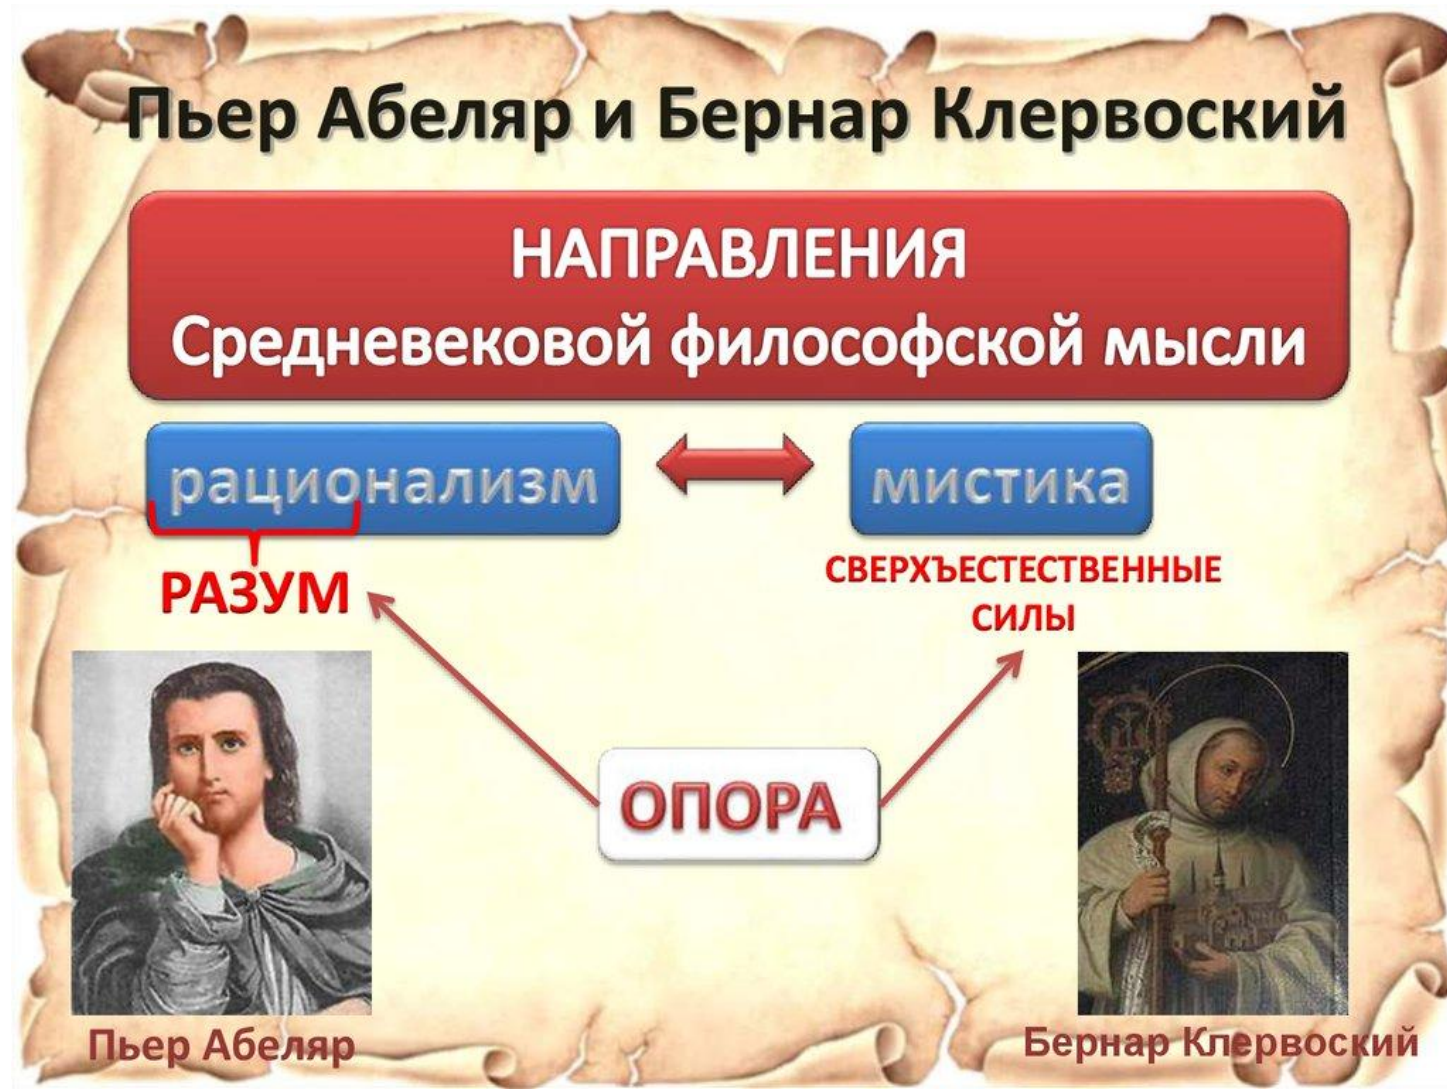 Пьер Абеляр и Бернар Клервоский
НАПРАВЛЕНИЯ
Средневековой философской мысли
рационализм
мистика
РАЗУМ
СВЕРХЪЕСТЕСТВЕННЫЕ
СИЛЫ
ОПОРА
Пьер Абеляр
Бернар Клервоский